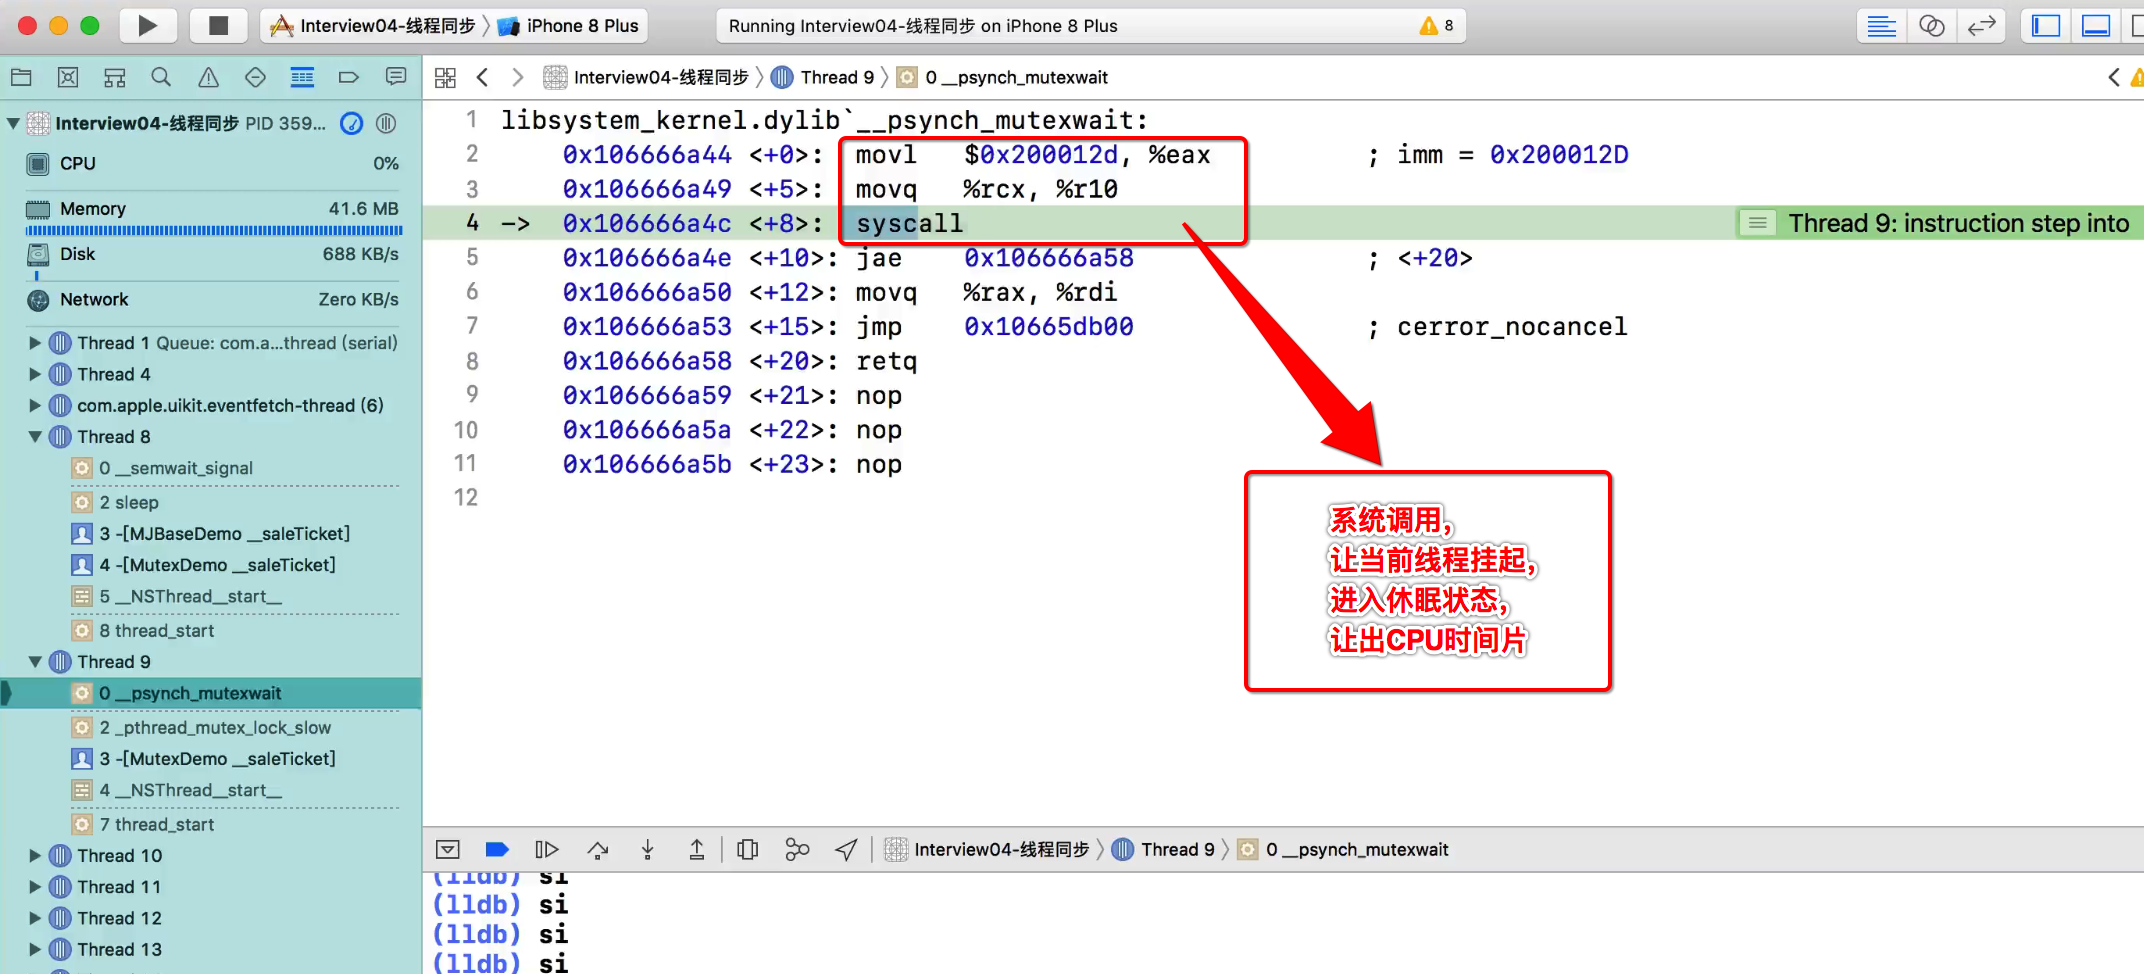 Interview04-线程同步 〉 iPhone 8 Plus
Running Interview04-线程同步 on iPhone 8 Plus
8
Interview04-线程同步 〉 Thread 9 〉 0 __psynch_mutexwait
Interview04-线程同步 PID 359...
CPU 0%
Memory 41.6 MB
Disk 688 KB/s
Network Zero KB/s
Thread 1 Queue: com.a...thread (serial)
Thread 4
com.apple.uikit.eventfetch-thread (6)
Thread 8
0 __semwait_signal
2 sleep
3 -[MJBaseDemo __saleTicket]
4 -[MutexDemo __saleTicket]
5 __NSThread__start__
8 thread_start
Thread 9
0 __psynch_mutexwait
2 _pthread_mutex_lock_slow
3 -[MutexDemo __saleTicket]
4 __NSThread__start__
7 thread_start
Thread 10
Thread 11
Thread 12
Thread 13
1 libsystem_kernel.dylib`__psynch_mutexwait:
2 0x106666a44 <+0>: movl $0x200012d, %eax ; imm = 0x200012D
3 0x106666a49 <+5>: movq %rcx, %r10
4 -> 0x106666a4c <+8>: syscall Thread 9: instruction step into
5 0x106666a4e <+10>: jae 0x106666a58 ; <+20>
6 0x106666a50 <+12>: movq %rax, %rdi
7 0x106666a53 <+15>: jmp 0x10665db00 ; cerror_nocancel
8 0x106666a58 <+20>: retq
9 0x106666a59 <+21>: nop
10 0x106666a5a <+22>: nop
11 0x106666a5b <+23>: nop
12
系统调用,
让当前线程挂起,
进入休眠状态,
让出CPU时间片
Interview04-线程同步 〉 Thread 9 〉 0 __psynch_mutexwait
(lldb) si
(lldb) si
(lldb) si
(lldb) si